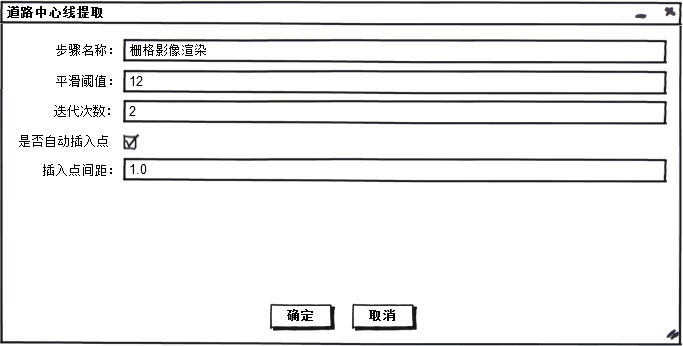 道路中心线提取
步骤名称： 栅格影像渲染
平滑阈值： 12
迭代次数： 2
是否自动插入点
插入点间距： 1.0
确定 取消